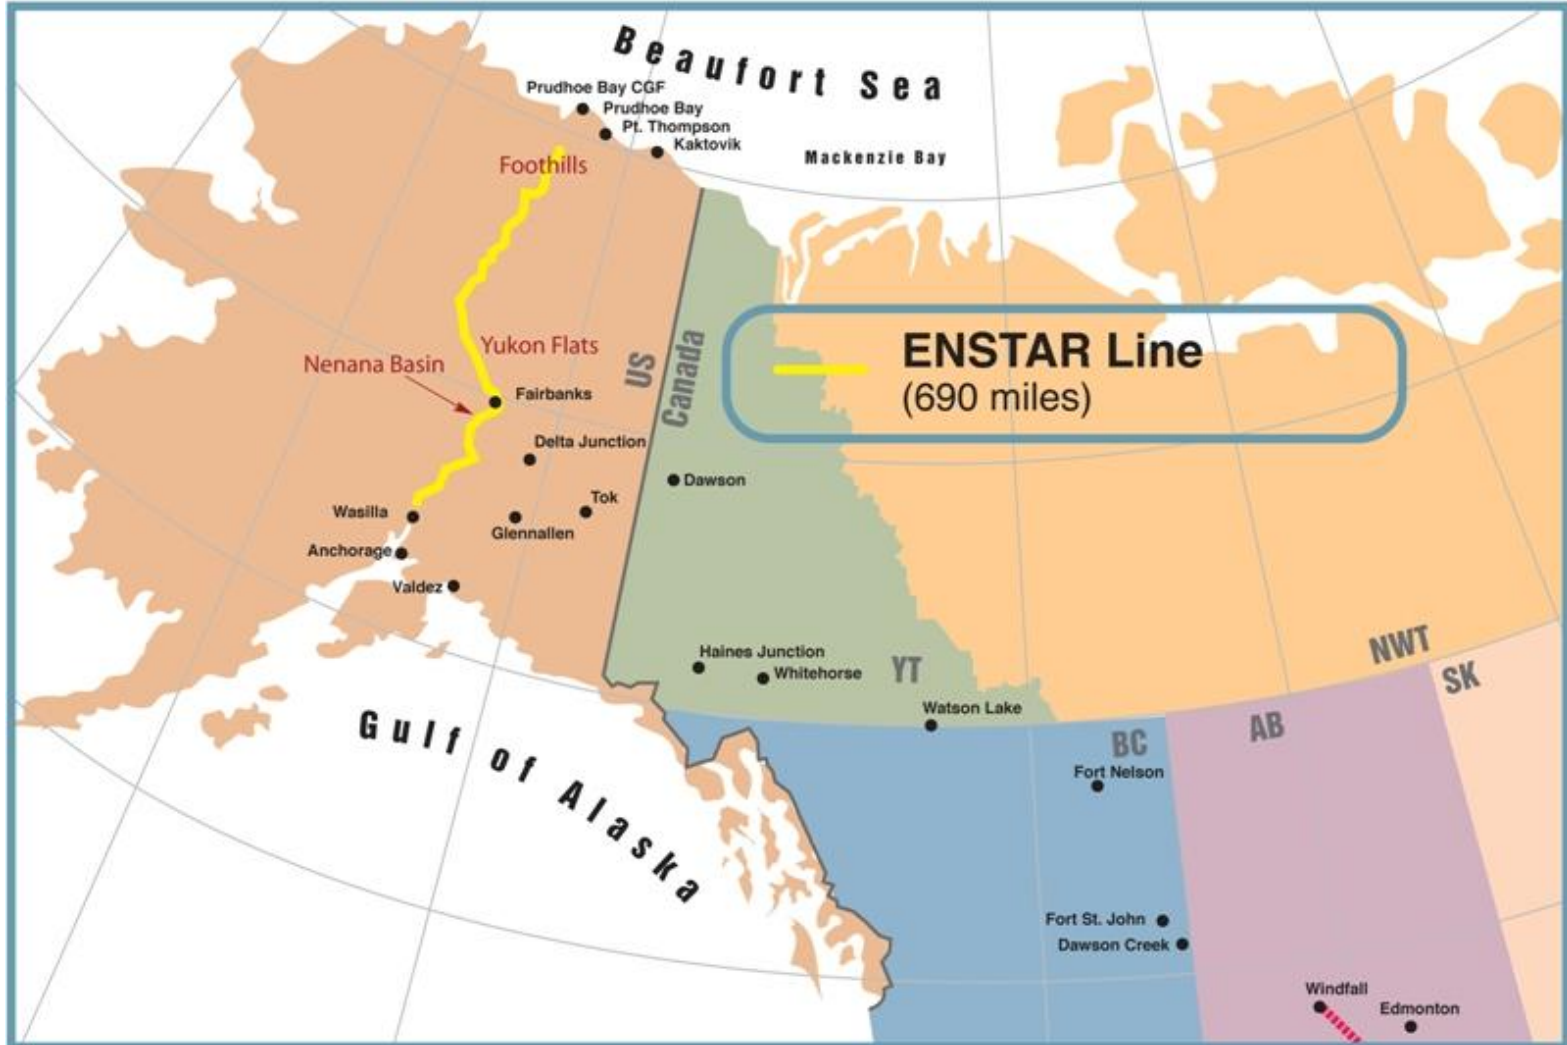 Beaufort Sea
Prudhoe Bay CGF
Prudhoe Bay
Pt. Thompson
Kaktovik
Mackenzie Bay
Foothills
ENSTAR Line
(690 miles)
US
Canada
Yukon Flats
Nenana Basin
Fairbanks
Delta Junction
Dawson
Tok
Wasilla
Glennallen
Anchorage
Valdez
NWT
Haines Junction
Whitehorse
YT
SK
Watson Lake
Gulf of Alaska
BC
AB
Fort Nelson
Fort St. John
Dawson Creek
Windfall
Edmonton